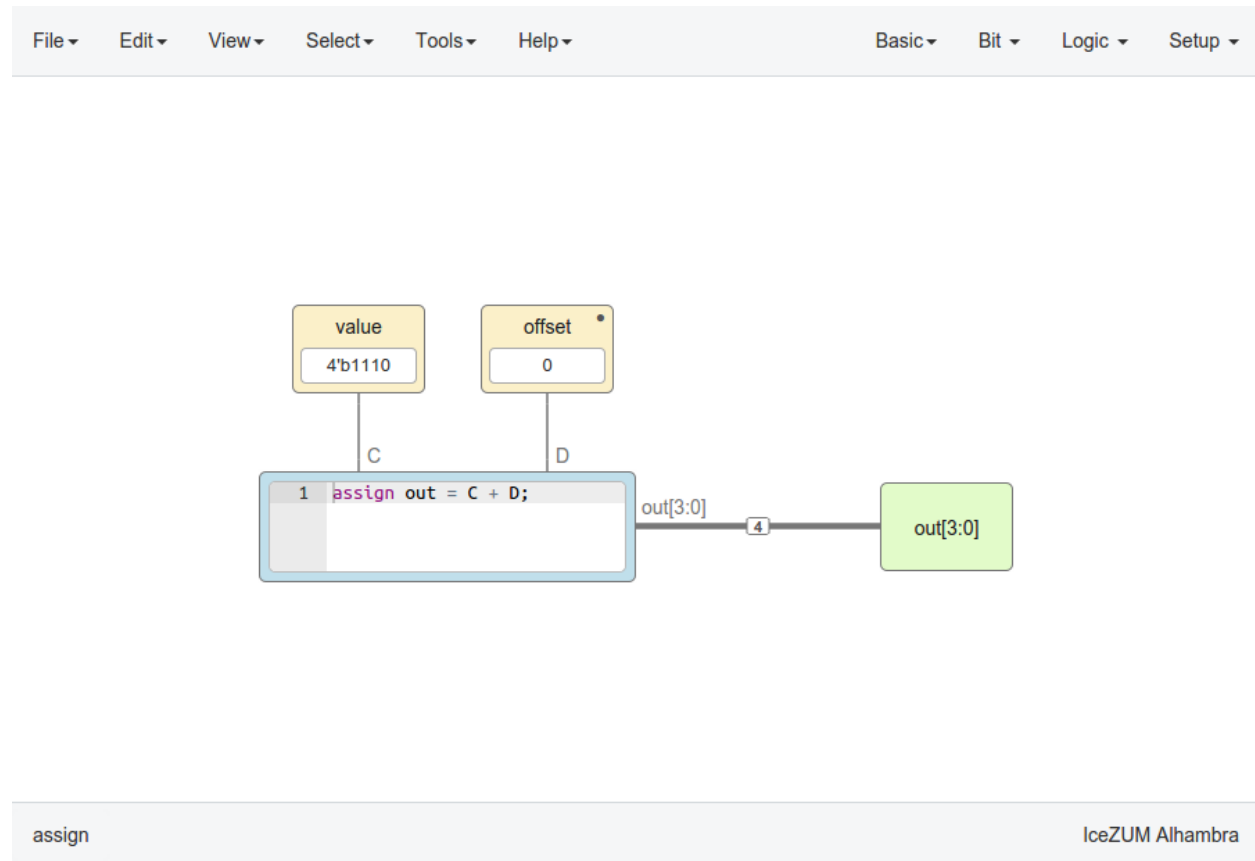 File Edit View Select Tools Help Basic Bit Logic Setup
value offset
4'b1110 0
C D
1 assign out = C + D;
out[3:0]
4
out[3:0]
assign IceZUM Alhambra